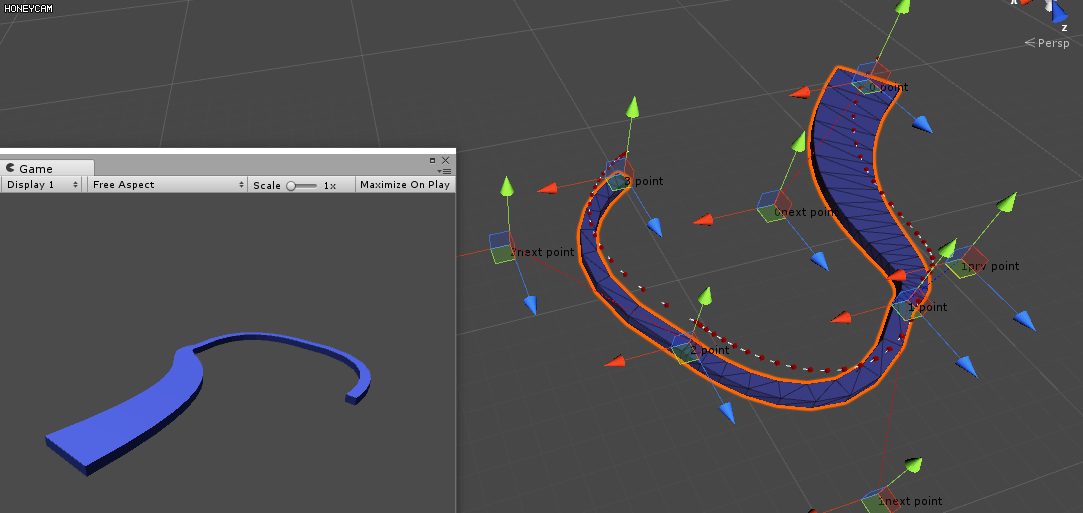 HONEYCAM
x
z
Persp
0 point
3 point
0next point
next point
1prv point
1 point
2 point
1next point
Game
Display 1
Free Aspect
Scale
1x
Maximize On Play